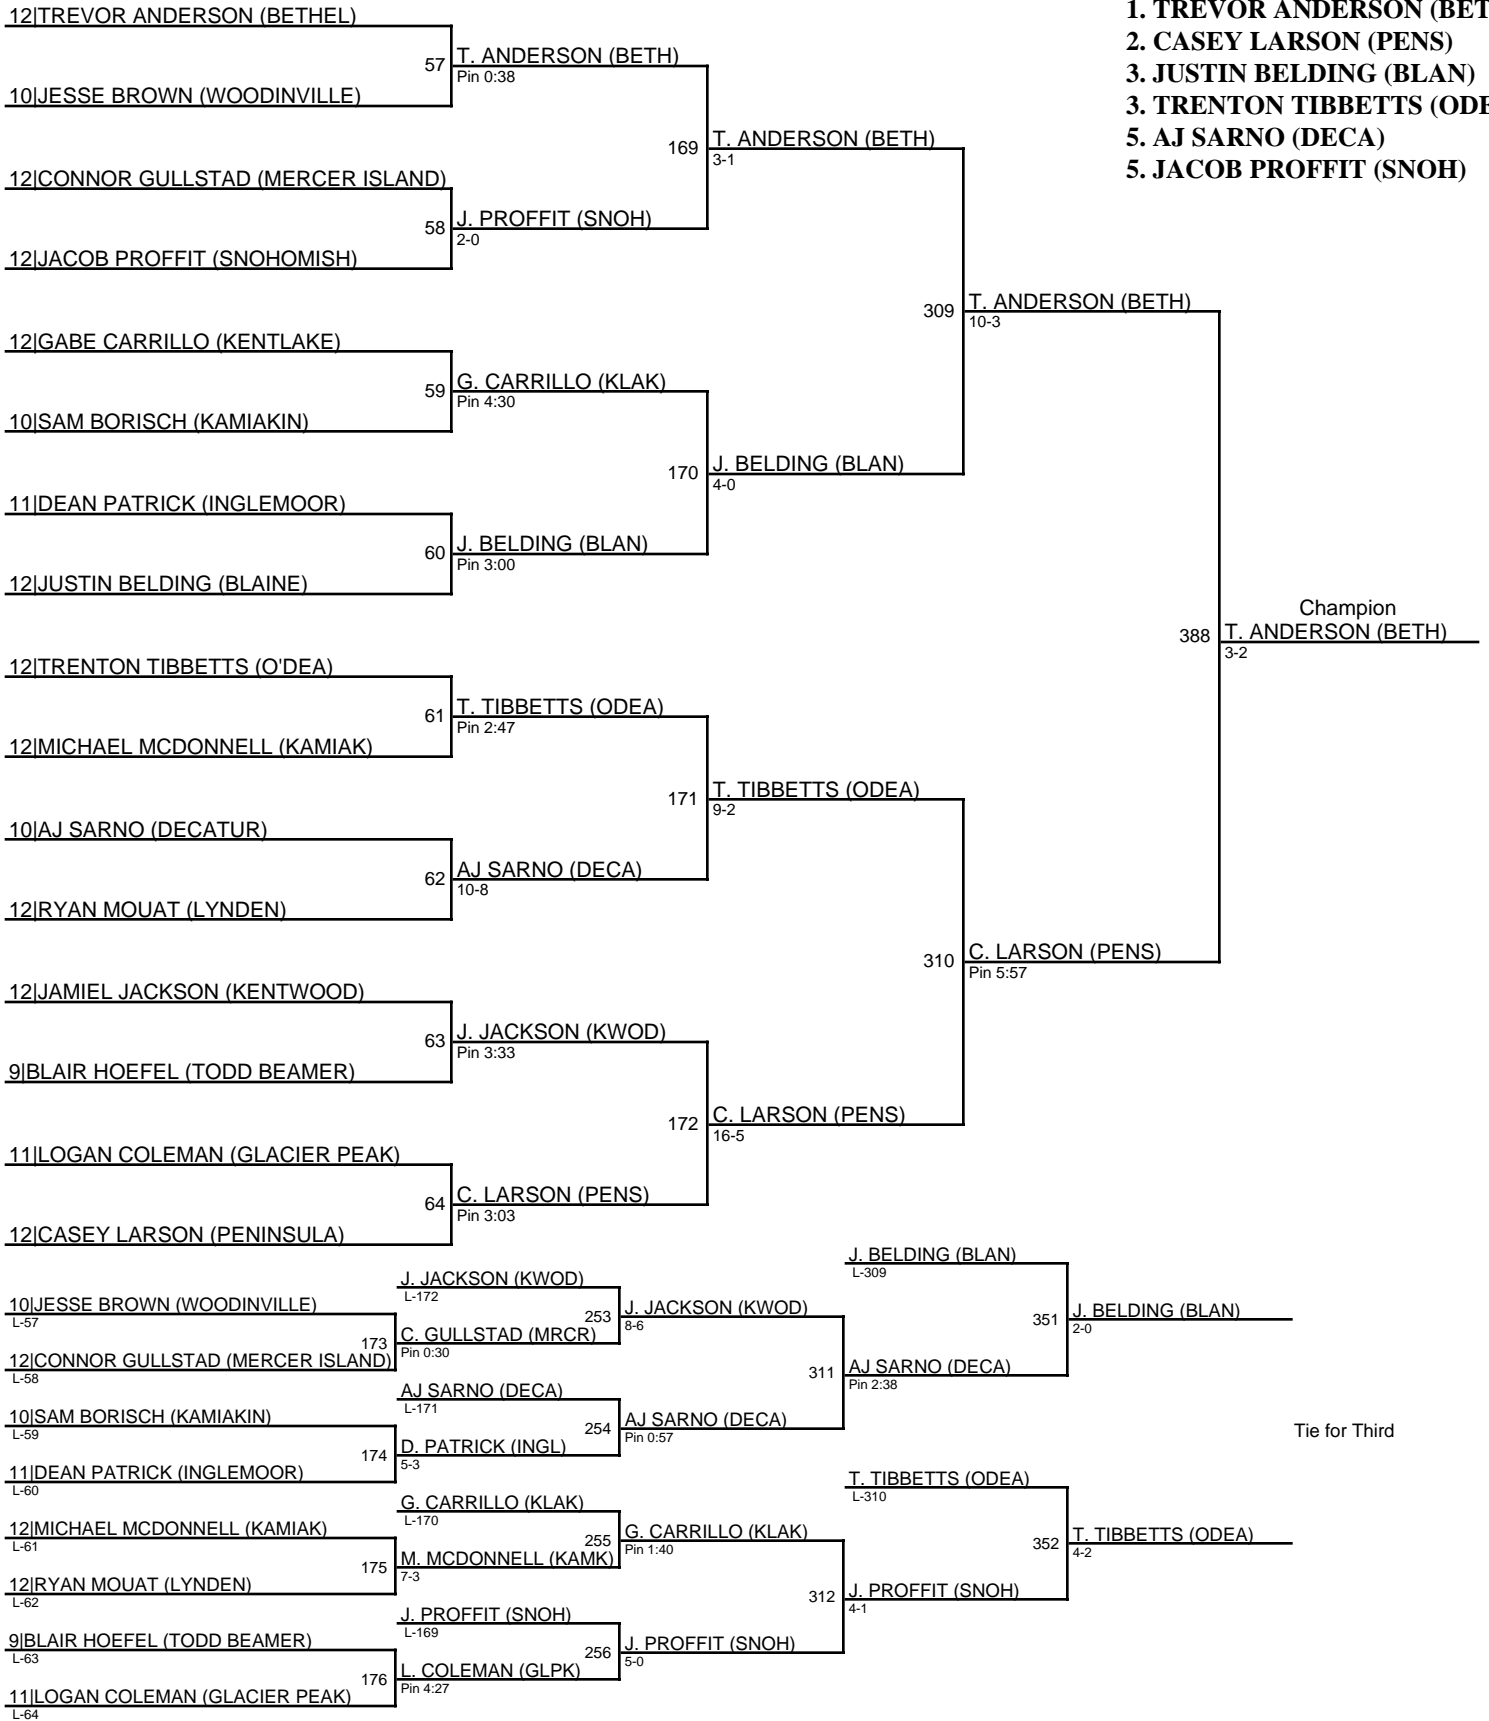 12|TREVOR ANDERSON (BETHEL)
57
T. ANDERSON (BETH)
Pin 0:38
10|JESSE BROWN (WOODINVILLE)
169
T. ANDERSON (BETH)
3-1
12|CONNOR GULLSTAD (MERCER ISLAND)
58
J. PROFFIT (SNOH)
2-0
12|JACOB PROFFIT (SNOHOMISH)
309
T. ANDERSON (BETH)
10-3
12|GABE CARRILLO (KENTLAKE)
59
G. CARRILLO (KLAK)
Pin 4:30
10|SAM BORISCH (KAMIAKIN)
170
J. BELDING (BLAN)
4-0
11|DEAN PATRICK (INGLEMOOR)
60
J. BELDING (BLAN)
Pin 3:00
12|JUSTIN BELDING (BLAINE)
Champion
388
T. ANDERSON (BETH)
3-2
12|TRENTON TIBBETTS (O'DEA)
61
T. TIBBETTS (ODEA)
Pin 2:47
12|MICHAEL MCDONNELL (KAMIAK)
171
T. TIBBETTS (ODEA)
9-2
10|AJ SARNO (DECATUR)
62
AJ SARNO (DECA)
10-8
12|RYAN MOUAT (LYNDEN)
310
C. LARSON (PENS)
Pin 5:57
12|JAMIEL JACKSON (KENTWOOD)
63
J. JACKSON (KWOD)
Pin 3:33
9|BLAIR HOEFEL (TODD BEAMER)
172
C. LARSON (PENS)
16-5
11|LOGAN COLEMAN (GLACIER PEAK)
64
C. LARSON (PENS)
Pin 3:03
12|CASEY LARSON (PENINSULA)
1. TREVOR ANDERSON (BET
2. CASEY LARSON (PENS)
3. JUSTIN BELDING (BLAN)
3. TRENTON TIBBETTS (ODE
5. AJ SARNO (DECA)
5. JACOB PROFFIT (SNOH)
10|JESSE BROWN (WOODINVILLE)
L-57
12|CONNOR GULLSTAD (MERCER ISLAND)
L-58
10|SAM BORISCH (KAMIAKIN)
L-59
11|DEAN PATRICK (INGLEMOOR)
L-60
12|MICHAEL MCDONNELL (KAMIAK)
L-61
12|RYAN MOUAT (LYNDEN)
L-62
9|BLAIR HOEFEL (TODD BEAMER)
L-63
11|LOGAN COLEMAN (GLACIER PEAK)
L-64
J. JACKSON (KWOD)
L-172
173
C. GULLSTAD (MRCR)
Pin 0:30
AJ SARNO (DECA)
L-171
174
D. PATRICK (INGL)
5-3
G. CARRILLO (KLAK)
L-170
175
M. MCDONNELL (KAMK)
7-3
J. PROFFIT (SNOH)
L-169
176
L. COLEMAN (GLPK)
Pin 4:27
253
J. JACKSON (KWOD)
8-6
254
AJ SARNO (DECA)
Pin 0:57
255
G. CARRILLO (KLAK)
Pin 1:40
256
J. PROFFIT (SNOH)
5-0
J. BELDING (BLAN)
L-309
311
AJ SARNO (DECA)
Pin 2:38
T. TIBBETTS (ODEA)
L-310
312
J. PROFFIT (SNOH)
4-1
351
J. BELDING (BLAN)
2-0
Tie for Third
352
T. TIBBETTS (ODEA)
4-2